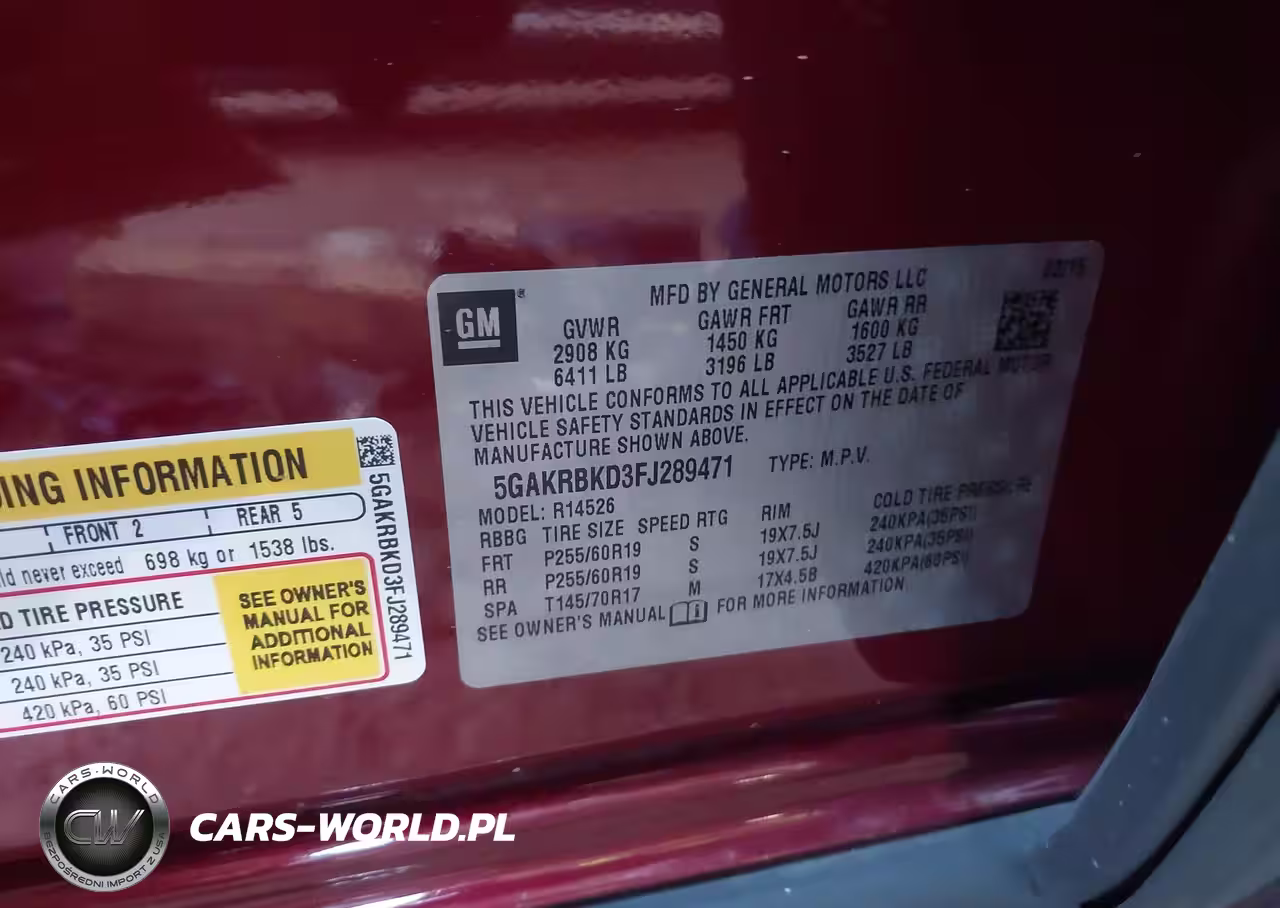 GM
MFD BY GENERAL MOTORS LLC
GVWR GAWR FRT GAWR RR
2908 KG 1450 KG 1600 KG
6411 LB 3196 LB 3527 LB
THIS VEHICLE CONFORMS TO ALL APPLICABLE U.S. FEDERAL MOTOR
VEHICLE SAFETY STANDARDS IN EFFECT ON THE DATE OF
MANUFACTURE SHOWN ABOVE.
5GAKRBKD3FJ289471 TYPE: M.P.V.
MODEL: R14526
RBBG TIRE SIZE SPEED RTG RIM COLD TIRE PRESSURE
FRT P255/60R19 S 19X7.5J 240KPA(35PSI)
RR P255/60R19 S 19X7.5J 240KPA(35PSI)
SPA T145/70R17 M 17X4.5B 420KPA(60PSI)
SEE OWNER'S MANUAL FOR MORE INFORMATION
ING INFORMATION
FRONT 2 REAR 5
ld never exceed 698 kg or 1538 lbs.
D TIRE PRESSURE
240 kPa, 35 PSI
240 kPa, 35 PSI
420 kPa, 60 PSI
SEE OWNER'S
MANUAL FOR
ADDITIONAL
INFORMATION
5GAKRBKD3FJ289471
CARS-WORLD
CW
BEZPOŚREDNI IMPORT Z USA
CARS-WORLD.PL